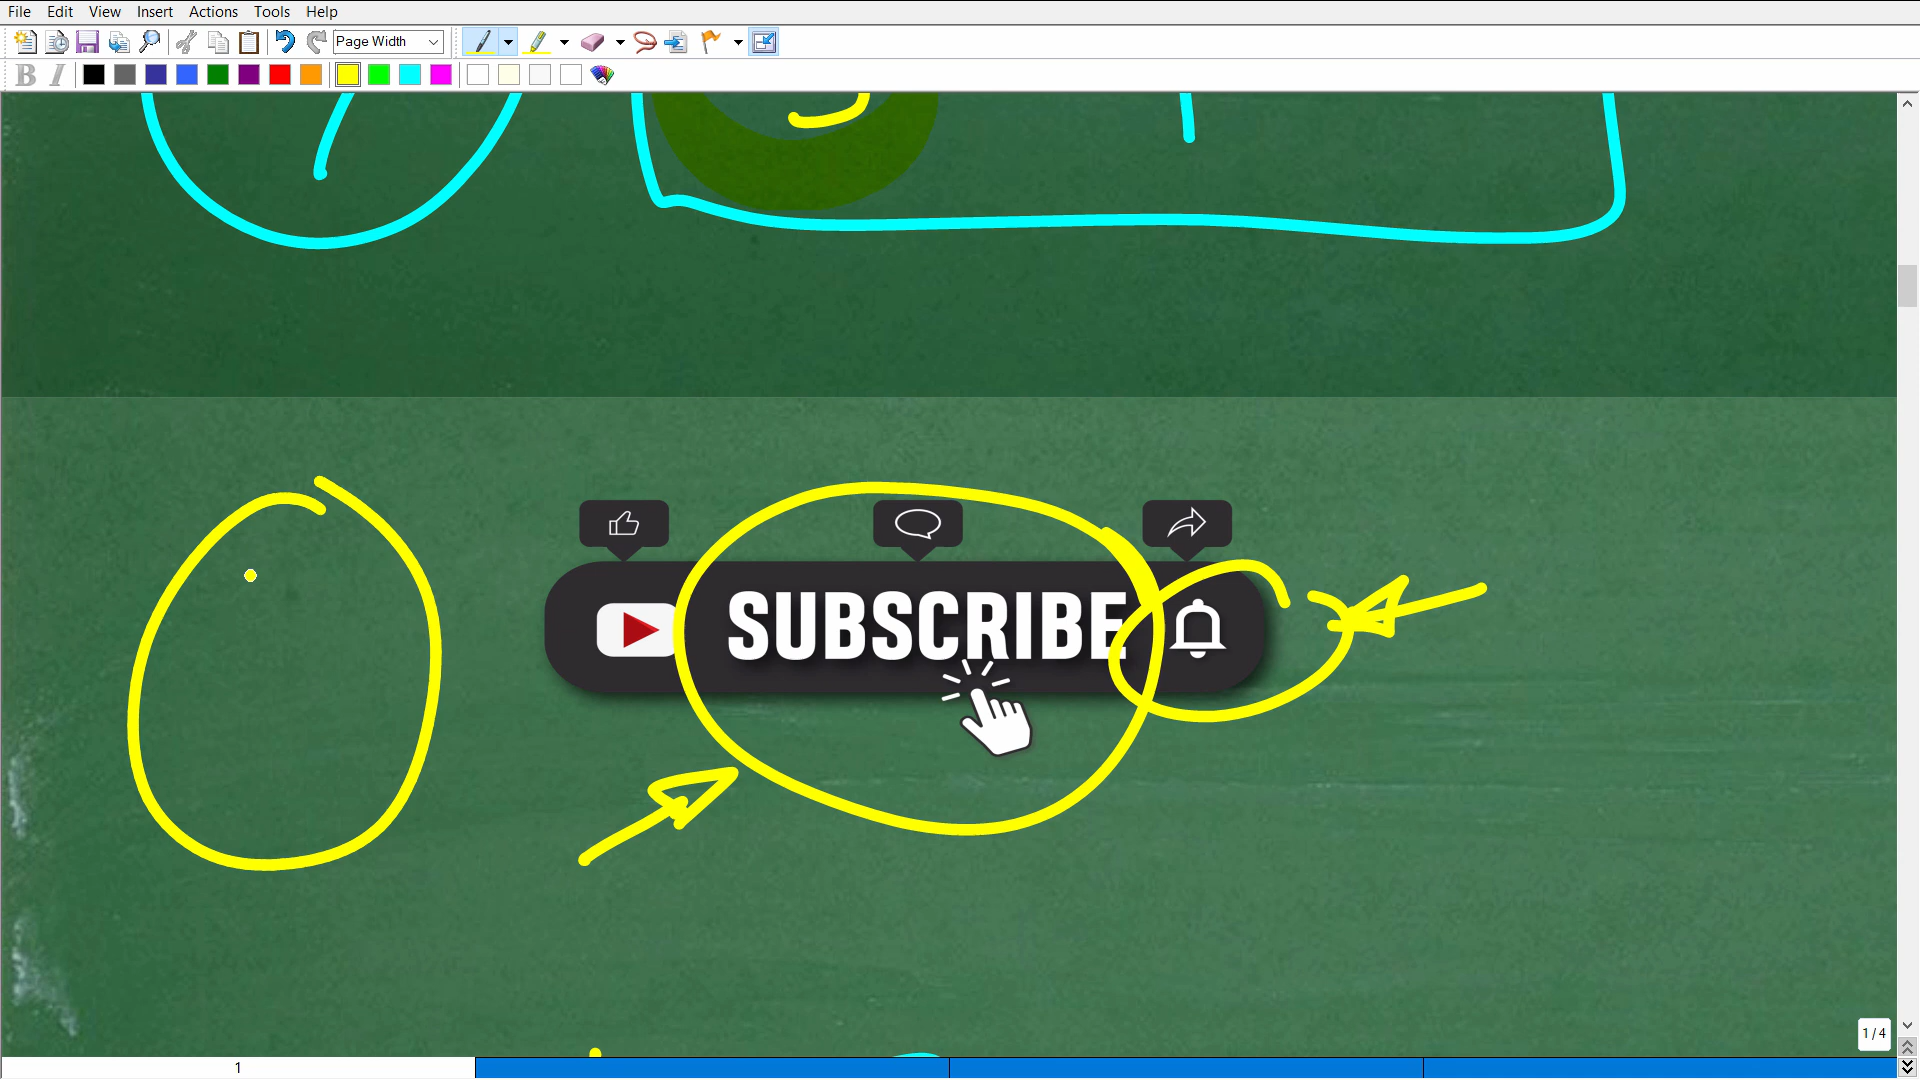 File Edit View Insert Actions Tools Help
Page Width
B I
SUBSCRIBE
1 / 4
1